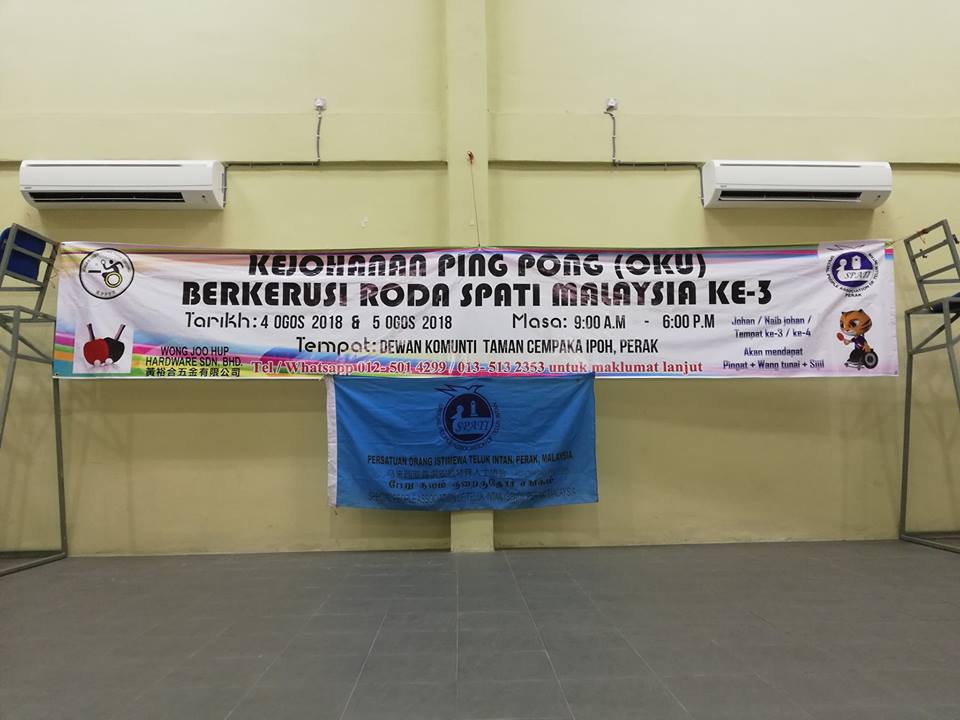 KEJOHANAN PING PONG (OKU)
BERKERUSI RODA SPATI MALAYSIA KE-3
Tarikh: 4 OGOS 2018 & 5 OGOS 2018 Masa: 9:00 A.M - 6:00 P.M
Tempat: DEWAN KOMUNTI TAMAN CEMPAKA IPOH, PERAK
Tel / Whatsapp 012- 501 4299 / 013- 513 2353 untuk maklumat lanjut
WONG JOO HUP
HARDWARE SDN. BHD.
黃裕合五金有限公司
SPATI
PERAK
Johan / Naib johan /
Tempat ke-3 / ke-4
Akan mendapat
Pingat + Wang tunai + Sijil
SPATI
PERSATUAN ORANG ISTIMEWA TELUK INTAN, PERAK, MALAYSIA